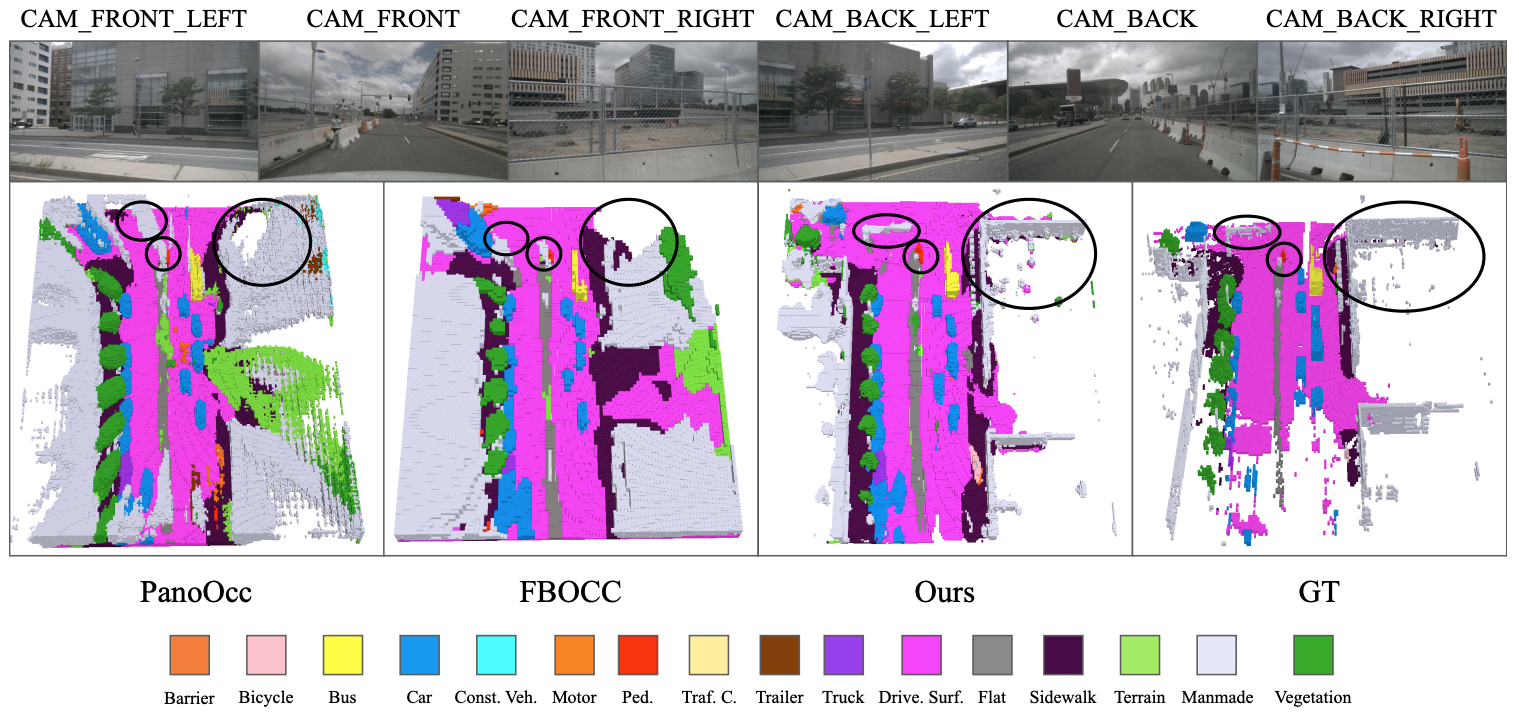 CAM_FRONT_LEFT CAM_FRONT CAM_FRONT_RIGHT CAM_BACK_LEFT CAM_BACK CAM_BACK_RIGHT
PanoOcc FBOCC Ours GT
Barrier Bicycle Bus Car Const. Veh. Motor Ped. Traf. C. Trailer Truck Drive. Surf. Flat Sidewalk Terrain Manmade Vegetation